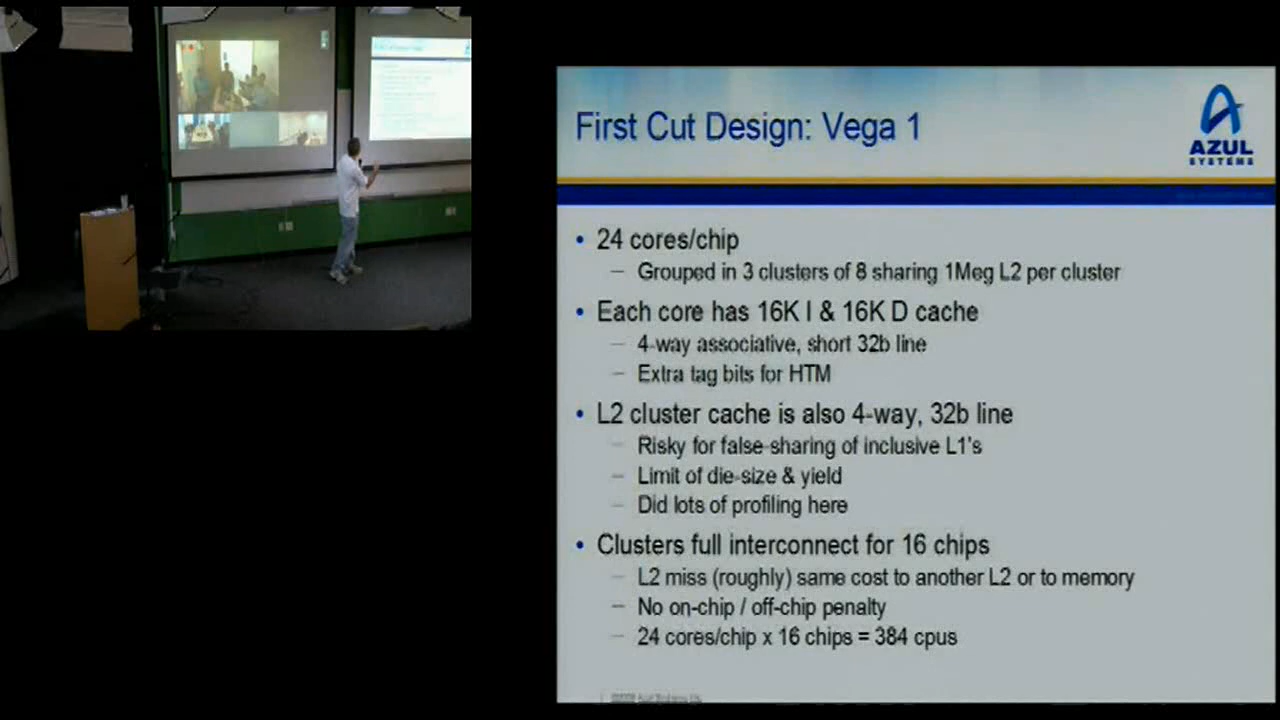 First Cut Design: Vega 1
AZUL
SYSTEMS
• 24 cores/chip
– Grouped in 3 clusters of 8 sharing 1Meg L2 per cluster
• Each core has 16K I & 16K D cache
– 4-way associative, short 32b line
– Extra tag bits for HTM
• L2 cluster cache is also 4-way, 32b line
– Risky for false-sharing of inclusive L1's
– Limit of die-size & yield
– Did lots of profiling here
• Clusters full interconnect for 16 chips
– L2 miss (roughly) same cost to another L2 or to memory
– No on-chip / off-chip penalty
– 24 cores/chip x 16 chips = 384 cpus